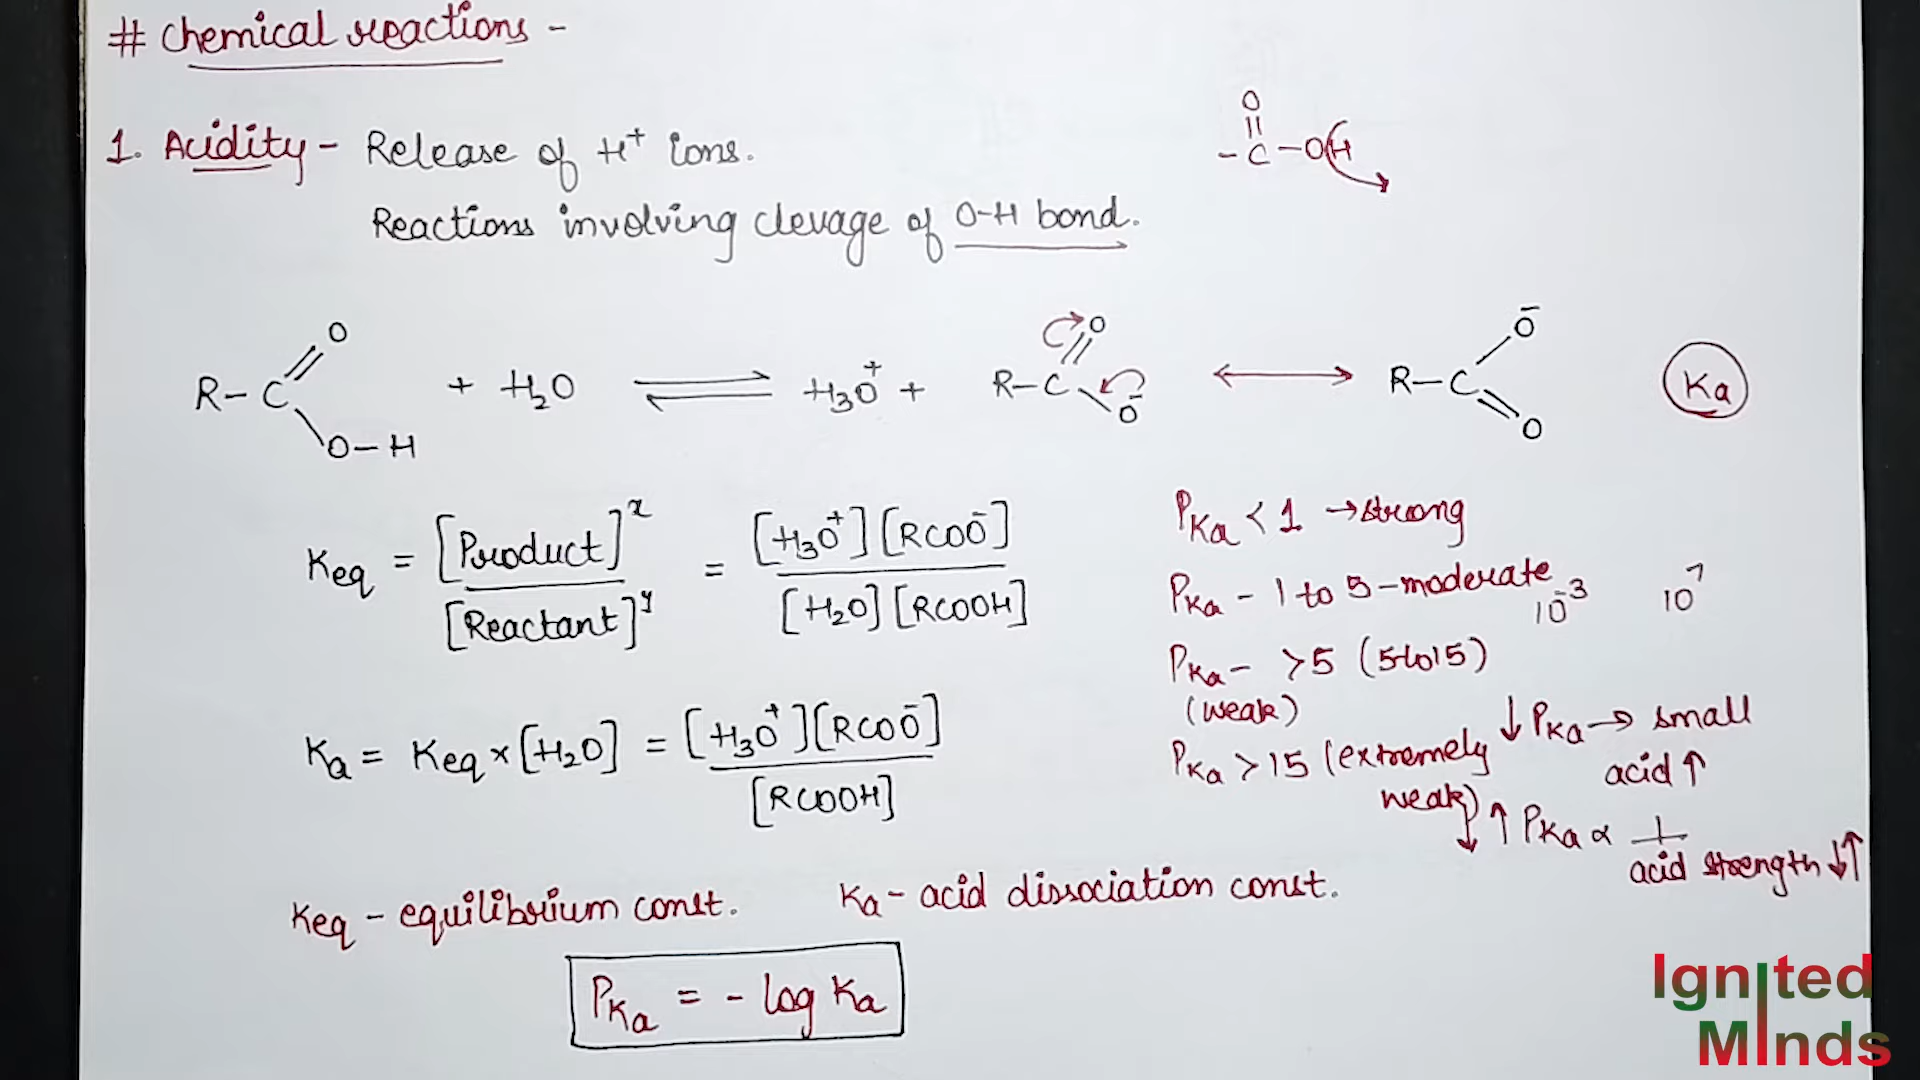 # Chemical reactions -
1. Acidity - Release of H⁺ ions.
Reactions involving clevage of O-H bond.
O
- C - OH
R - C O O - H + H₂O ⇌ H₃O⁺ + R - C O O⁻ ↔ R - C O⁻ O
Ka
Keq = [Product]ˣ / [Reactant]ʸ = [H₃O⁺][RCOO⁻] / [H₂O][RCOOH]
Ka = Keq × [H₂O] = [H₃O⁺][RCOO⁻] / [RCOOH]
PKa < 1 → strong
PKa - 1 to 5 - moderate
10⁻³ 10⁷
PKa - > 5 (5 to 15)
(weak)
PKa > 15 (extremely
weak) ↓
↓ PKa → small
acid ↑
↑ PKa ∝ 1 / acid strength ↓↑
Keq - equilibrium const. Ka - acid dissociation const.
PKa = - log Ka
Ignited
Minds